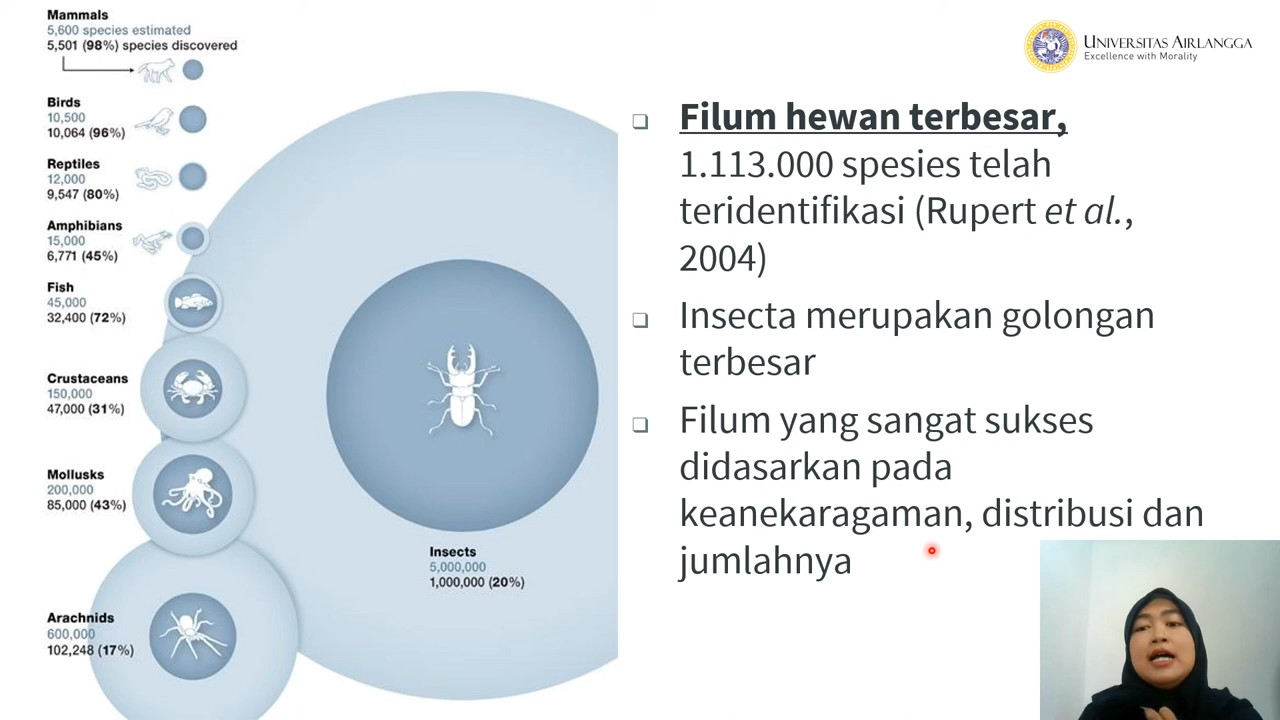 Mammals
5,600 species estimated
5,501 (98%) species discovered
Birds
10,500
10,064 (96%)
Reptiles
12,000
9,547 (80%)
Amphibians
15,000
6,771 (45%)
Fish
45,000
32,400 (72%)
Crustaceans
150,000
47,000 (31%)
Mollusks
200,000
85,000 (43%)
Arachnids
600,000
102,248 (17%)
Insects
5,000,000
1,000,000 (20%)
UNIVERSITAS AIRLANGGA
Excellence with Morality
Filum hewan terbesar,
1.113.000 spesies telah
teridentifikasi (Rupert et al.,
2004)
Insecta merupakan golongan
terbesar
Filum yang sangat sukses
didasarkan pada
keanekaragaman, distribusi dan
jumlahnya